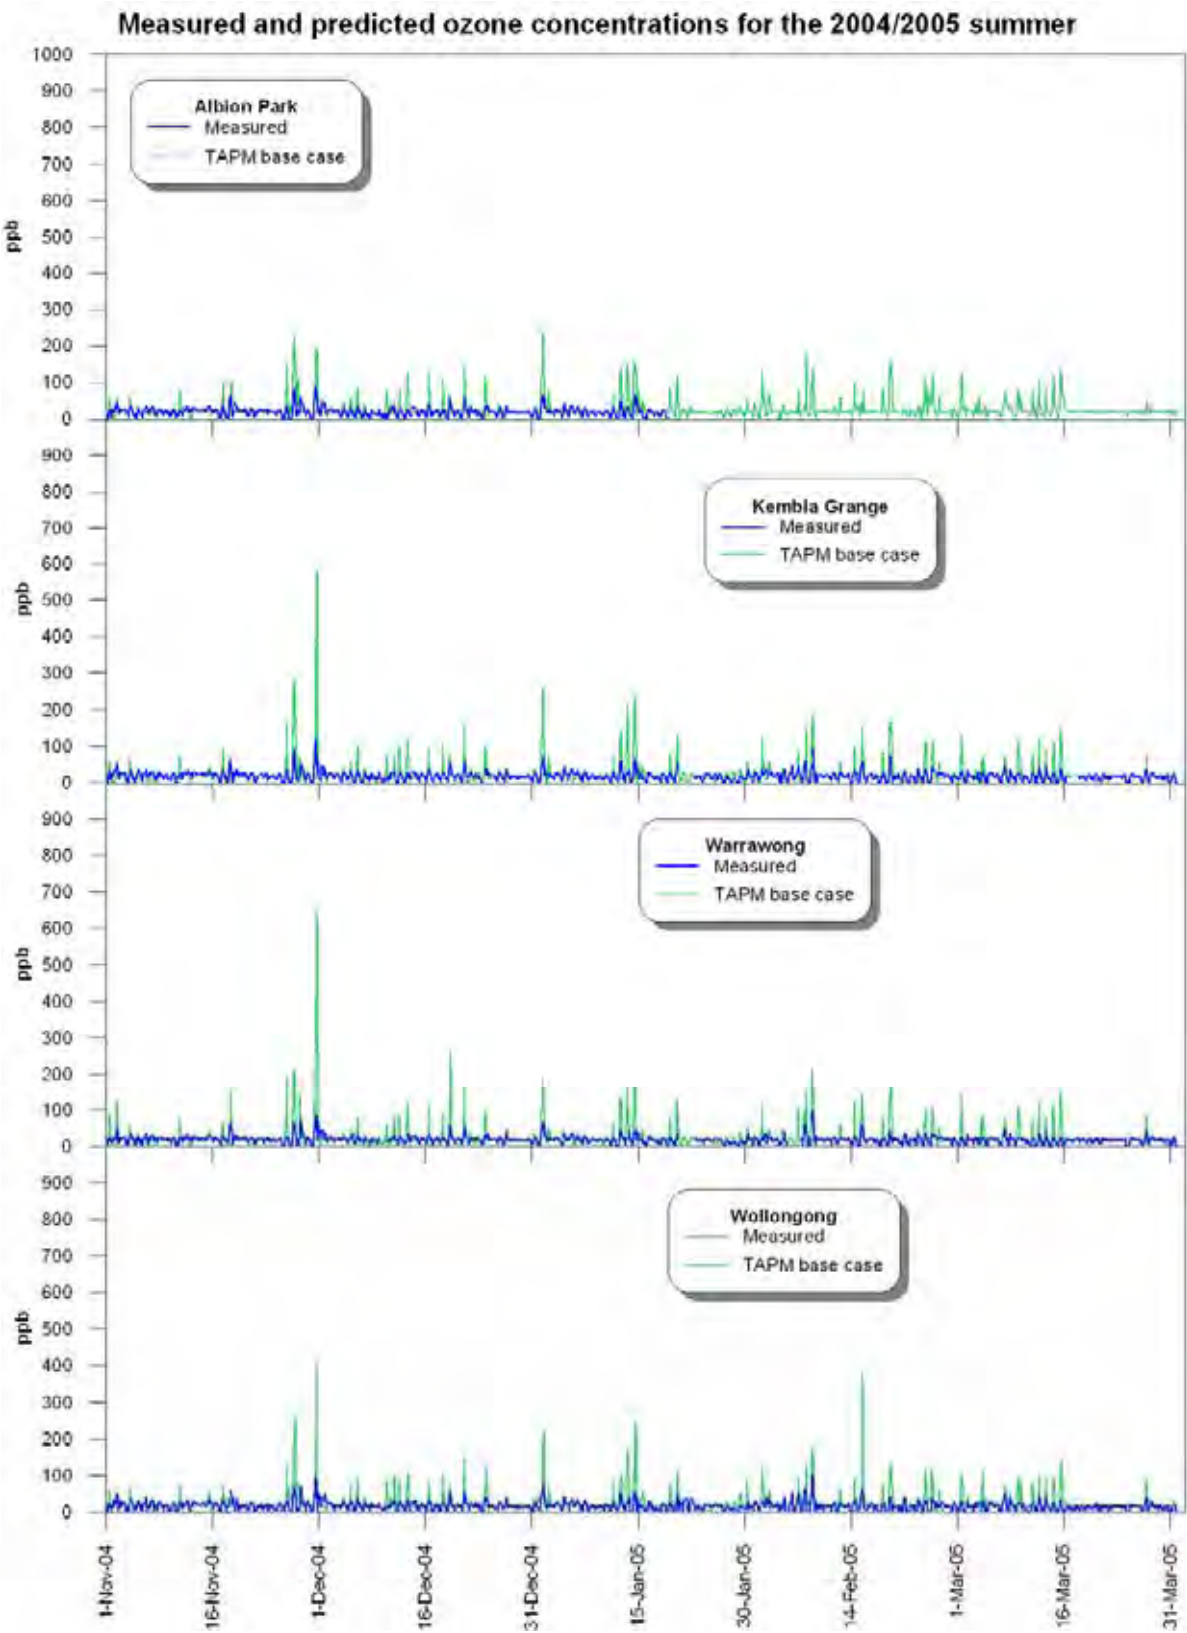 Measured and predicted ozone concentrations for the 2004/2005 summer
1000
900
800
700
600
500
400
300
200
100
0
ppb
Albion Park
Measured
TAPM base case
900
800
700
600
500
400
300
200
100
0
ppb
Kembla Grange
Measured
TAPM base case
900
800
700
600
500
400
300
200
100
0
ppb
Warrawong
Measured
TAPM base case
900
800
700
600
500
400
300
200
100
0
ppb
Wollongong
Measured
TAPM base case
1-Nov-04
16-Nov-04
1-Dec-04
16-Dec-04
31-Dec-04
15-Jan-05
30-Jan-05
14-Feb-05
1-Mar-05
16-Mar-05
31-Mar-05